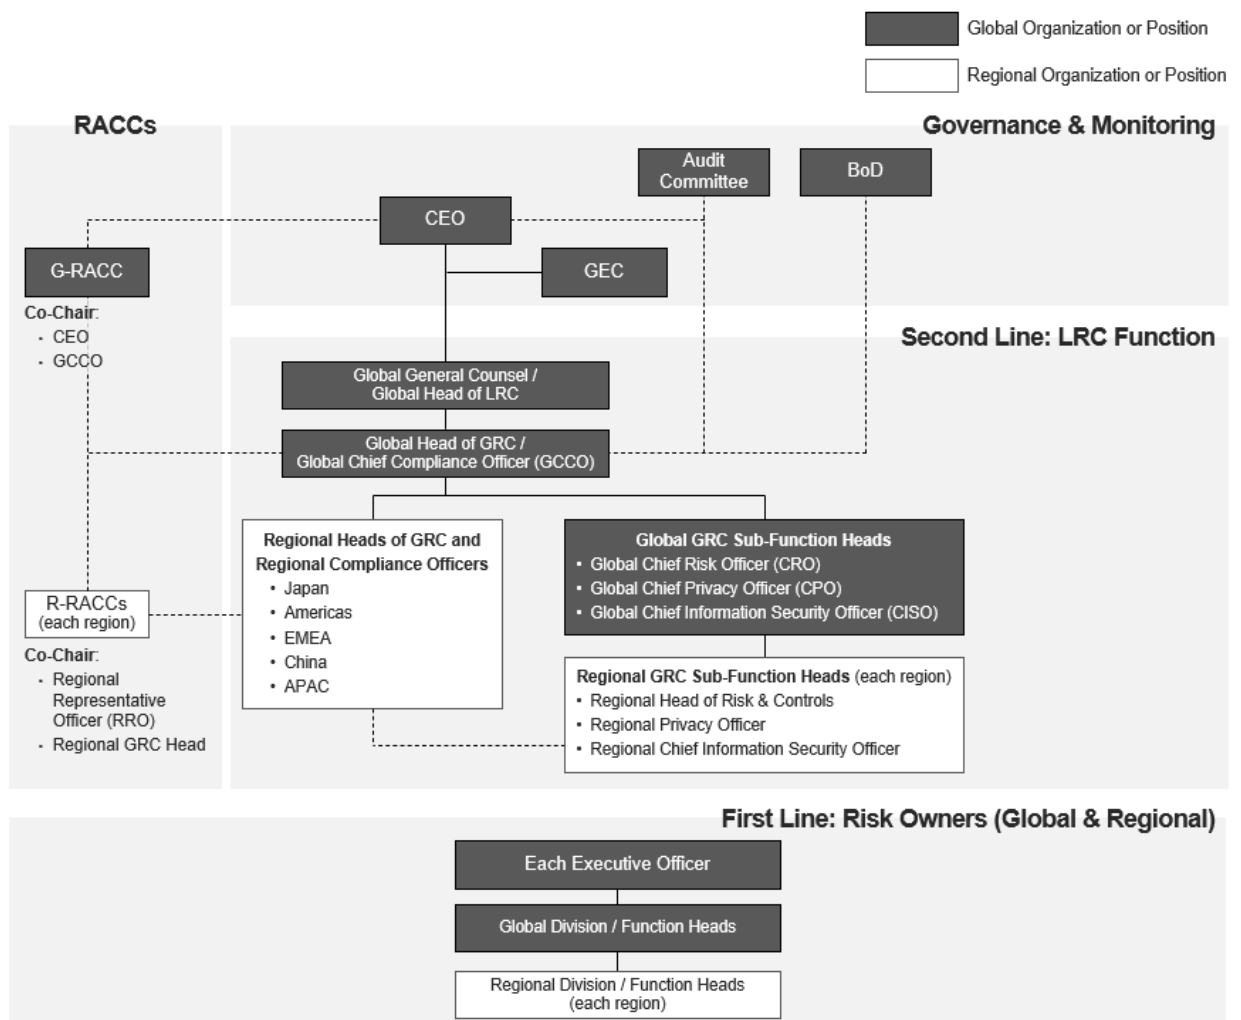 Global Organization or Position
Regional Organization or Position
RACCs
Governance & Monitoring
Audit
Committee
BoD
CEO
G-RACC
GEC
Co-Chair:
· CEO
· GCCO
Second Line: LRC Function
Global General Counsel /
Global Head of LRC
Global Head of GRC /
Global Chief Compliance Officer (GCCO)
Regional Heads of GRC and
Regional Compliance Officers
• Japan
• Americas
• EMEA
• China
• APAC
Global GRC Sub-Function Heads
• Global Chief Risk Officer (CRO)
• Global Chief Privacy Officer (CPO)
• Global Chief Information Security Officer (CISO)
R-RACCs
(each region)
Co-Chair:
· Regional
Representative
Officer (RRO)
· Regional GRC Head
Regional GRC Sub-Function Heads (each region)
• Regional Head of Risk & Controls
• Regional Privacy Officer
• Regional Chief Information Security Officer
First Line: Risk Owners (Global & Regional)
Each Executive Officer
Global Division / Function Heads
Regional Division / Function Heads
(each region)